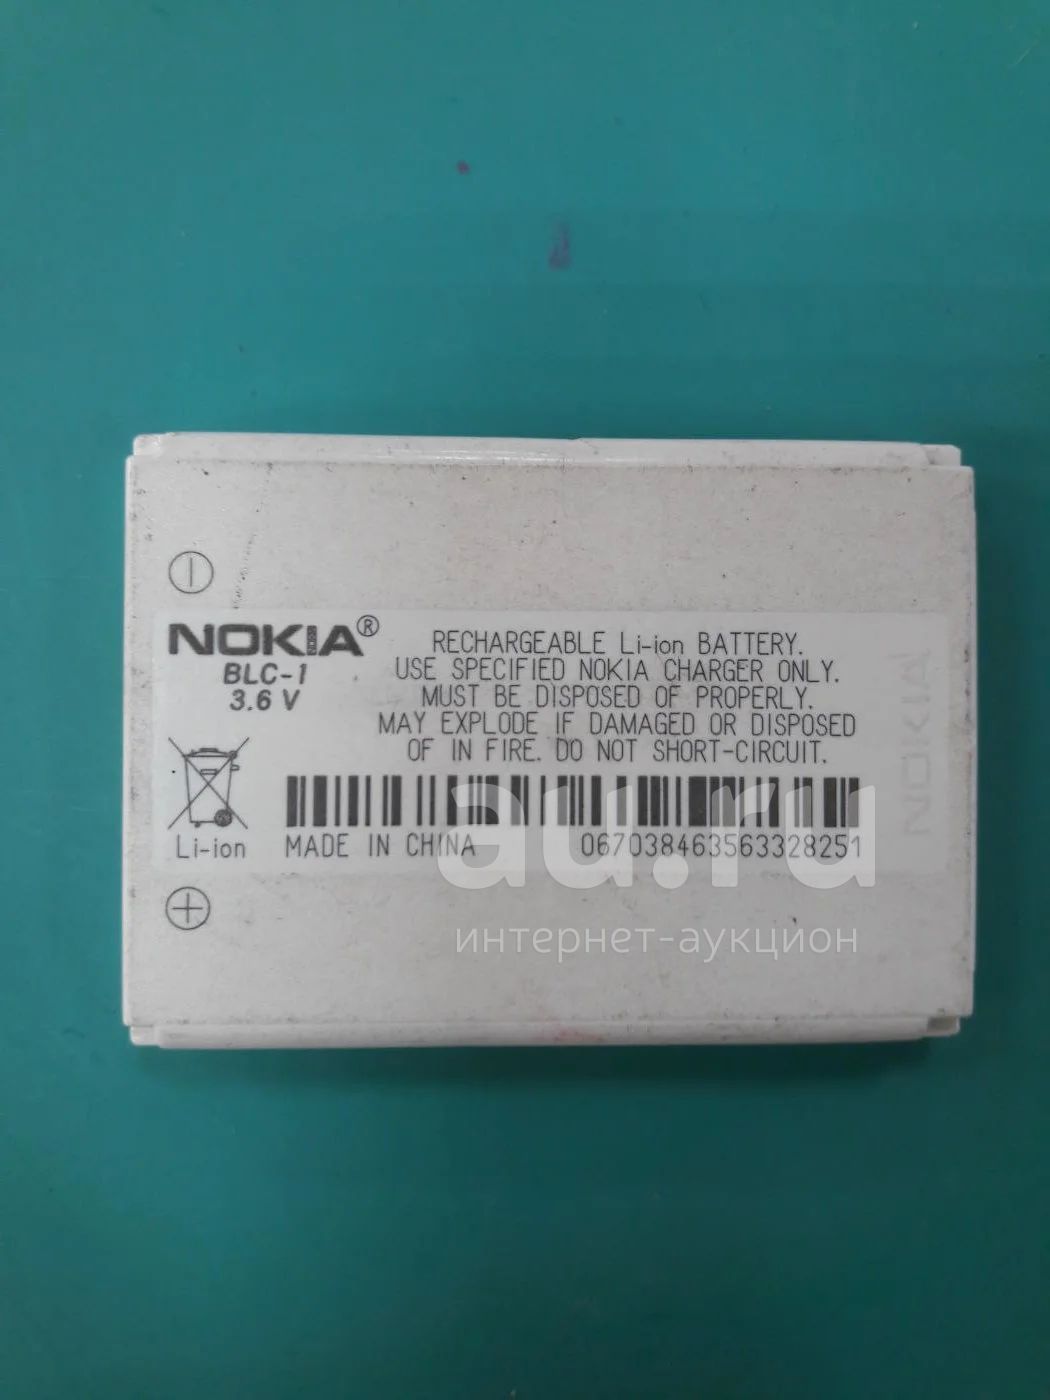 NOKIA®
BLC-1
3.6 V
RECHARGEABLE Li-ion BATTERY.
USE SPECIFIED NOKIA CHARGER ONLY.
MUST BE DISPOSED OF PROPERLY.
MAY EXPLODE IF DAMAGED OR DISPOSED
OF IN FIRE. DO NOT SHORT-CIRCUIT.
Li-ion
MADE IN CHINA
067038463563328251
NOKIA
au.ru
интернет-аукцион